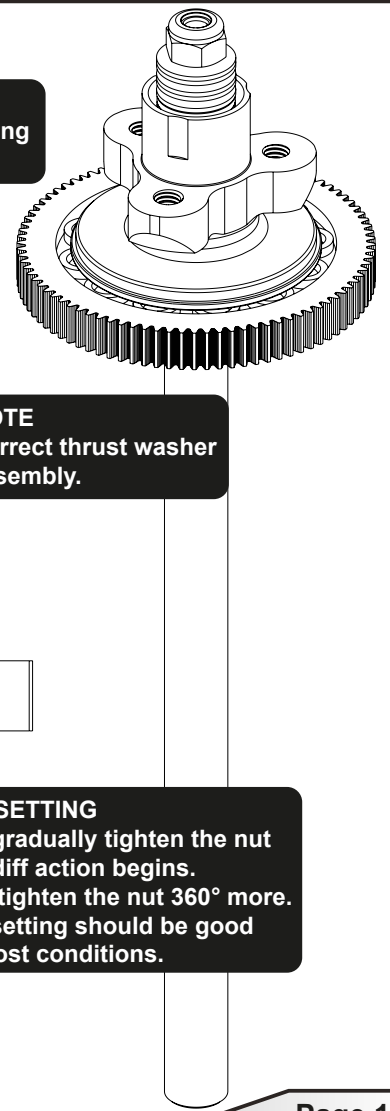 ng
OTE
rrect thrust washer
sembly.
SETTING
gradually tighten the nut
diff action begins.
tighten the nut 360° more.
setting should be good
ost conditions.
Page 1